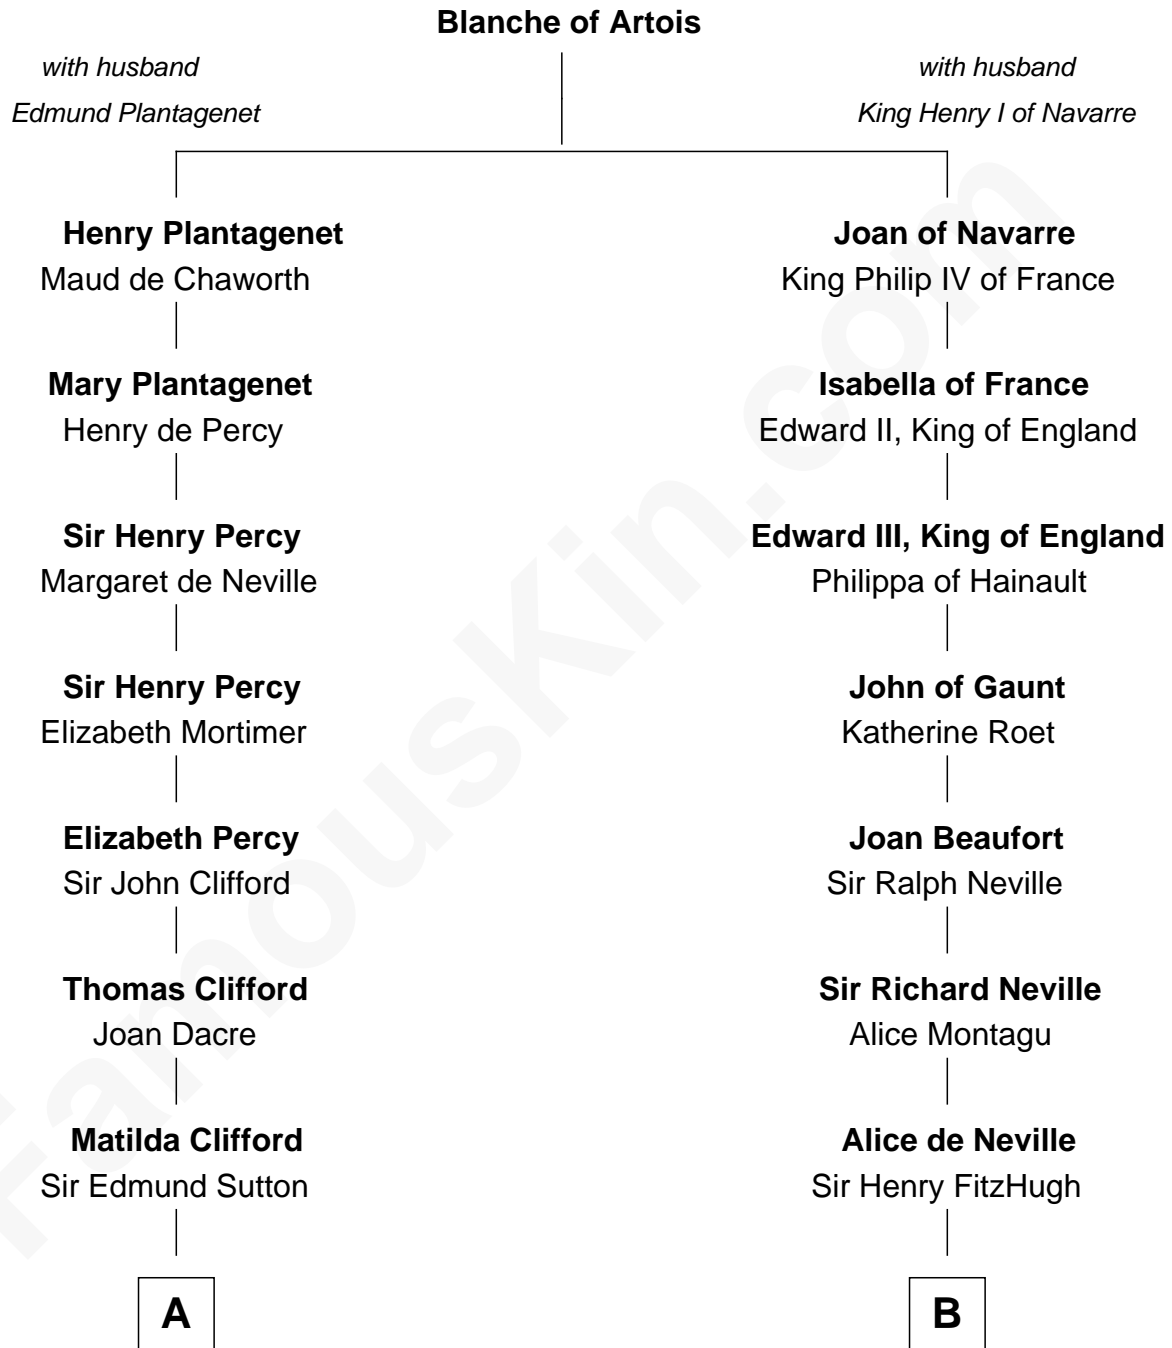 Blanche of Artois
with husband
Edmund Plantagenet
with husband
King Henry I of Navarre
Henry Plantagenet
Maud de Chaworth
Joan of Navarre
King Philip IV of France
Mary Plantagenet
Henry de Percy
Isabella of France
Edward II, King of England
Sir Henry Percy
Margaret de Neville
Edward III, King of England
Philippa of Hainault
Sir Henry Percy
Elizabeth Mortimer
John of Gaunt
Katherine Roet
Elizabeth Percy
Sir John Clifford
Joan Beaufort
Sir Ralph Neville
Thomas Clifford
Joan Dacre
Sir Richard Neville
Alice Montagu
Matilda Clifford
Sir Edmund Sutton
Alice de Neville
Sir Henry FitzHugh
A
B
FamousKin.com